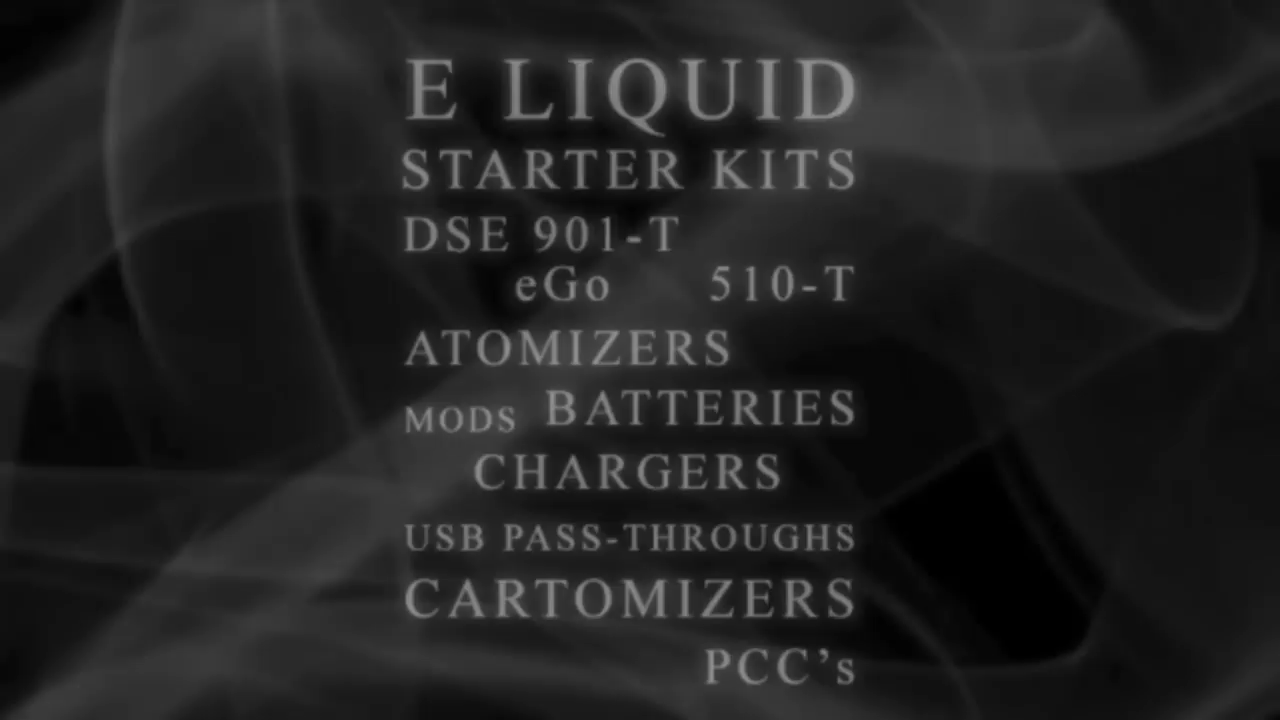 E LIQUID
STARTER KITS
DSE 901-T
eGo 510-T
ATOMIZERS
MODS BATTERIES
CHARGERS
USB PASS-THROUGHS
CARTOMIZERS
PCC’s